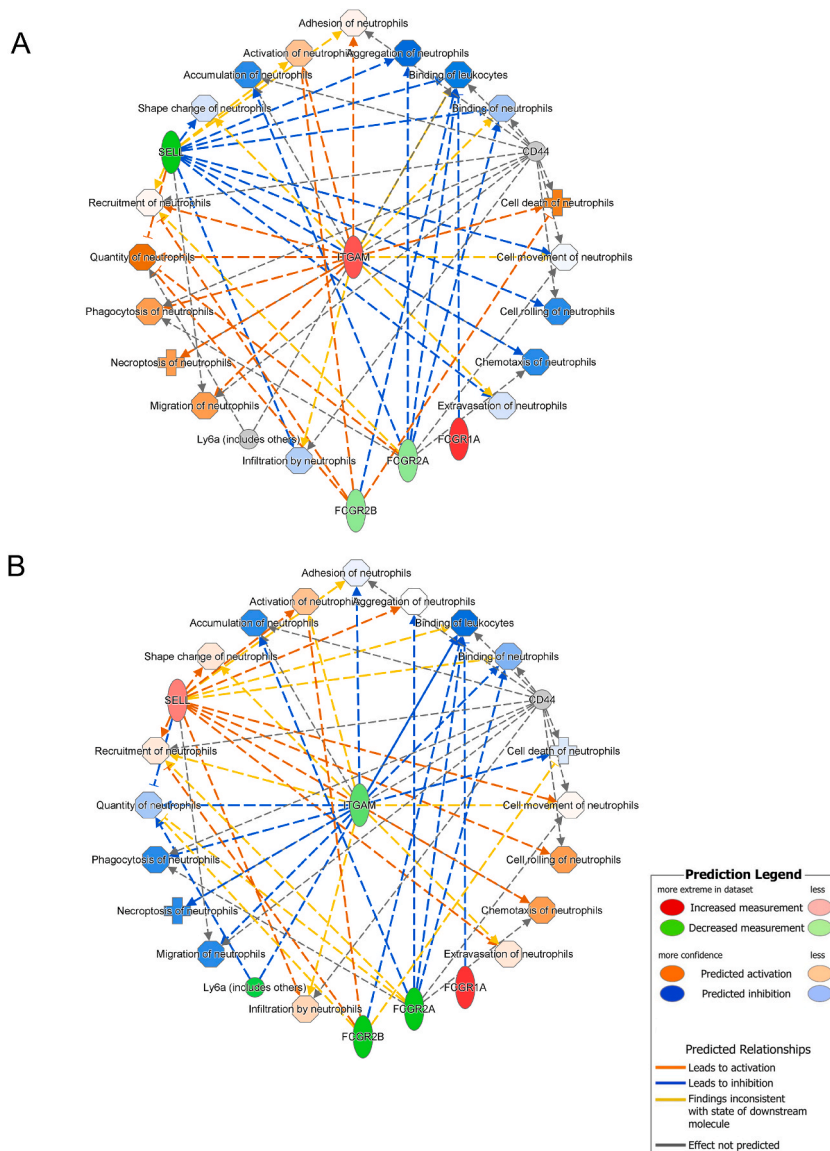 A
Adhesion of neutrophils
Activation of neutrophils
Aggregation of neutrophils
Accumulation of neutrophils
Binding of leukocytes
Shape change of neutrophils
Binding of neutrophils
SELL
CD44
Recruitment of neutrophils
Cell death of neutrophils
Quantity of neutrophils
ITGAM
Cell movement of neutrophils
Phagocytosis of neutrophils
Cell rolling of neutrophils
Necroptosis of neutrophils
Chemotaxis of neutrophils
Migration of neutrophils
Extravasation of neutrophils
Ly6a (includes others)
FCGR1A
Infiltration by neutrophils
FCGR2A
FCGR2B
B
Adhesion of neutrophils
Activation of neutrophils
Aggregation of neutrophils
Accumulation of neutrophils
Binding of leukocytes
Shape change of neutrophils
Binding of neutrophils
SELL
CD44
Recruitment of neutrophils
Cell death of neutrophils
Quantity of neutrophils
ITGAM
Cell movement of neutrophils
Phagocytosis of neutrophils
Cell rolling of neutrophils
Necroptosis of neutrophils
Chemotaxis of neutrophils
Migration of neutrophils
Extravasation of neutrophils
Ly6a (includes others)
FCGR1A
Infiltration by neutrophils
FCGR2A
FCGR2B
Prediction Legend
more extreme in dataset less
Increased measurement
Decreased measurement
more confidence less
Predicted activation
Predicted inhibition
Predicted Relationships
Leads to activation
Leads to inhibition
Findings inconsistent
with state of downstream
molecule
Effect not predicted